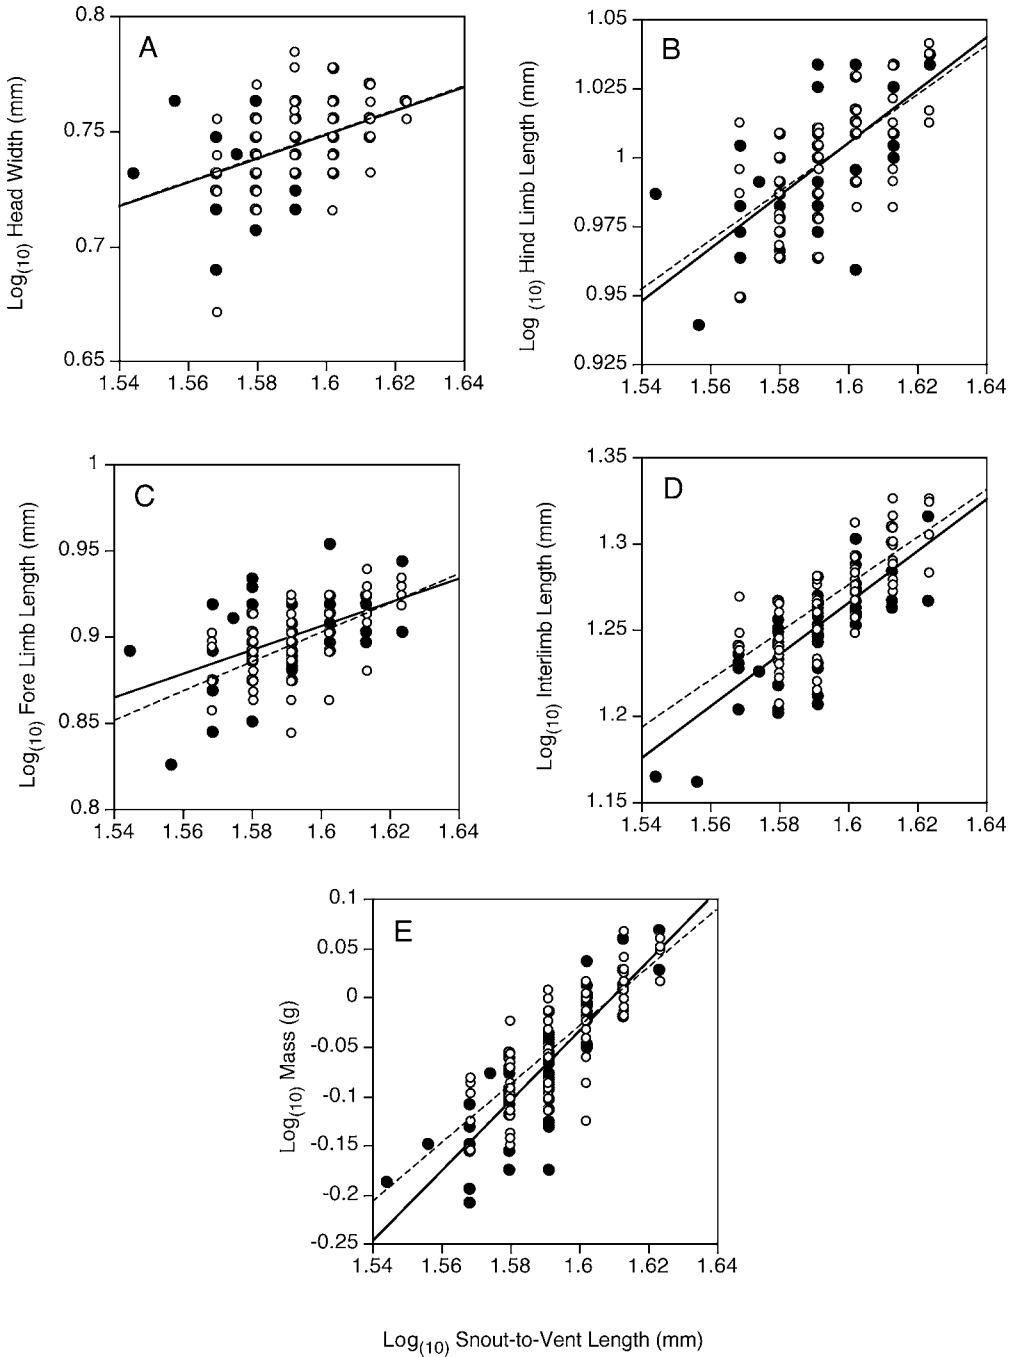 A
Log(10) Head Width (mm)
0.8
0.75
0.7
0.65
1.54 1.56 1.58 1.6 1.62 1.64
B
Log (10) Hind Limb Length (mm)
1.05
1.025
1
0.975
0.95
0.925
1.54 1.56 1.58 1.6 1.62 1.64
C
Log(10) Fore Limb Length (mm)
1
0.95
0.9
0.85
0.8
1.54 1.56 1.58 1.6 1.62 1.64
D
Log(10) Interlimb Length (mm)
1.35
1.3
1.25
1.2
1.15
1.54 1.56 1.58 1.6 1.62 1.64
E
Log(10) Mass (g)
0.1
0.05
0
-0.05
-0.1
-0.15
-0.2
-0.25
1.54 1.56 1.58 1.6 1.62 1.64
Log(10) Snout-to-Vent Length (mm)